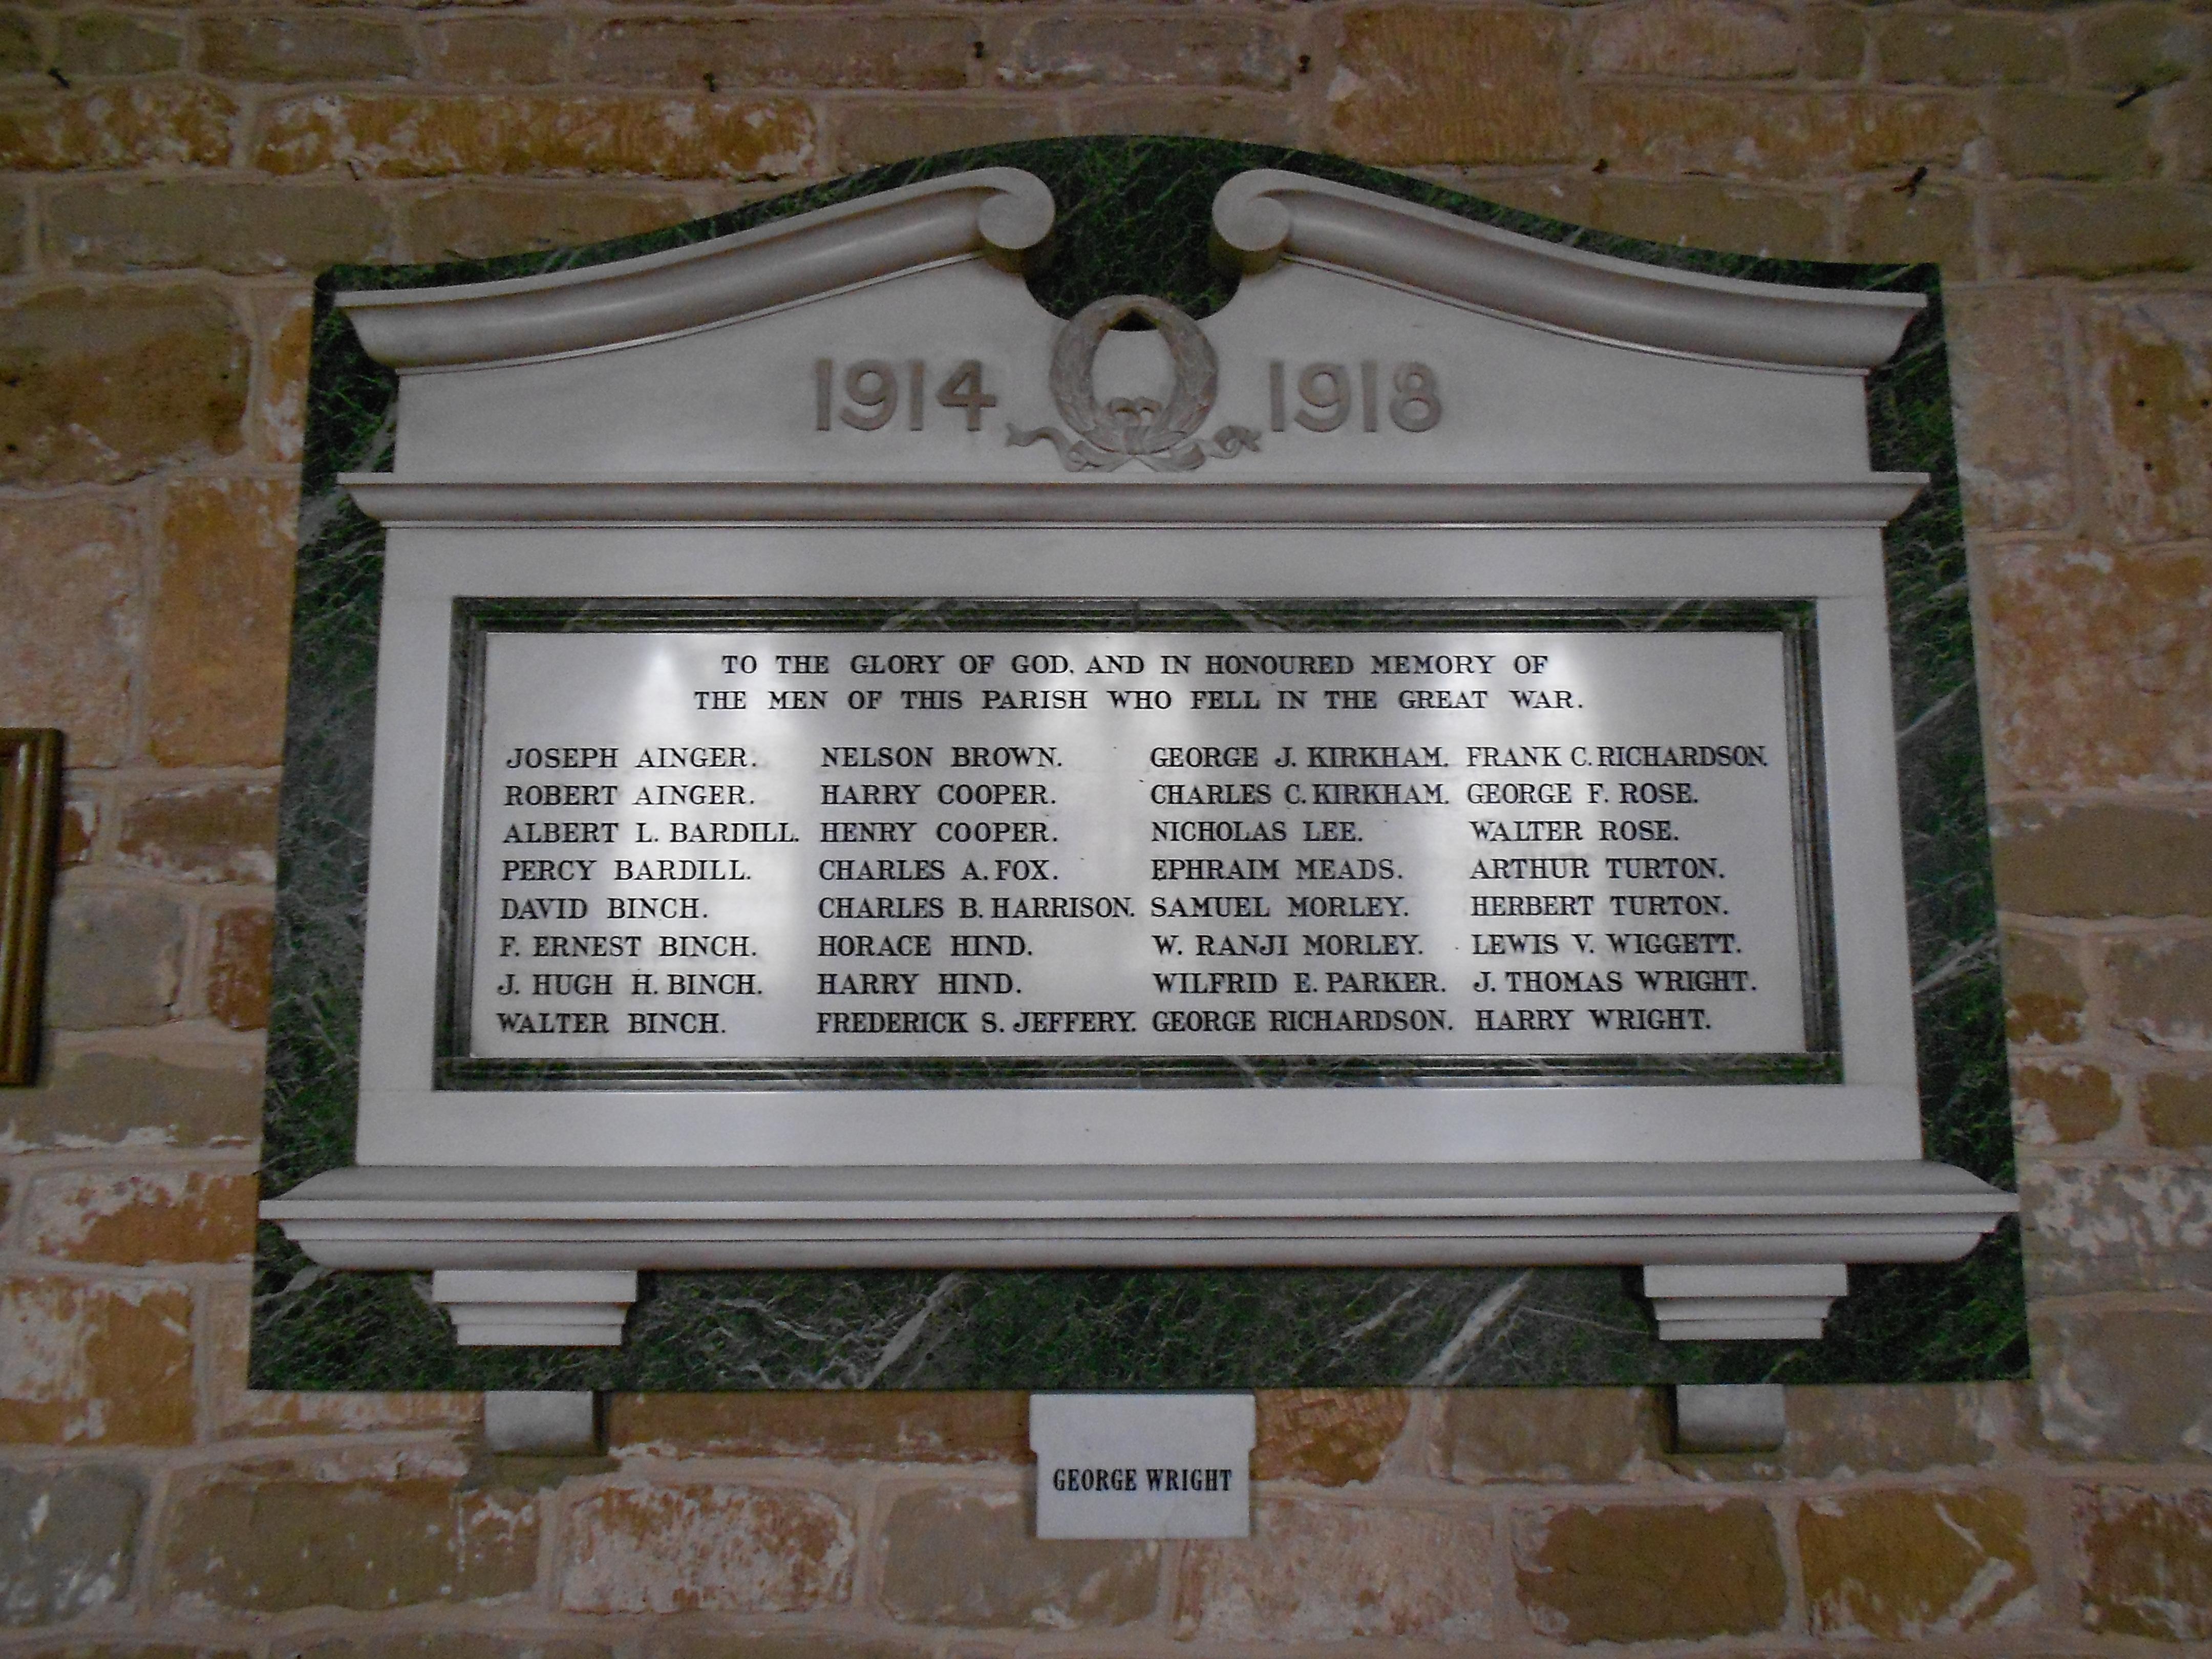 1914 1918
TO THE GLORY OF GOD, AND IN HONOURED MEMORY OF
THE MEN OF THIS PARISH WHO FELL IN THE GREAT WAR.
JOSEPH AINGER. NELSON BROWN. GEORGE J. KIRKHAM. FRANK C. RICHARDSON.
ROBERT AINGER. HARRY COOPER. CHARLES C. KIRKHAM. GEORGE F. ROSE.
ALBERT L. BARDILL. HENRY COOPER. NICHOLAS LEE. WALTER ROSE.
PERCY BARDILL. CHARLES A. FOX. EPHRAIM MEADS. ARTHUR TURTON.
DAVID BINCH. CHARLES B. HARRISON. SAMUEL MORLEY. HERBERT TURTON.
F. ERNEST BINCH. HORACE HIND. W. RANJI MORLEY. LEWIS V. WIGGETT.
J. HUGH H. BINCH. HARRY HIND. WILFRID E. PARKER. J. THOMAS WRIGHT.
WALTER BINCH. FREDERICK S. JEFFERY. GEORGE RICHARDSON. HARRY WRIGHT.
GEORGE WRIGHT